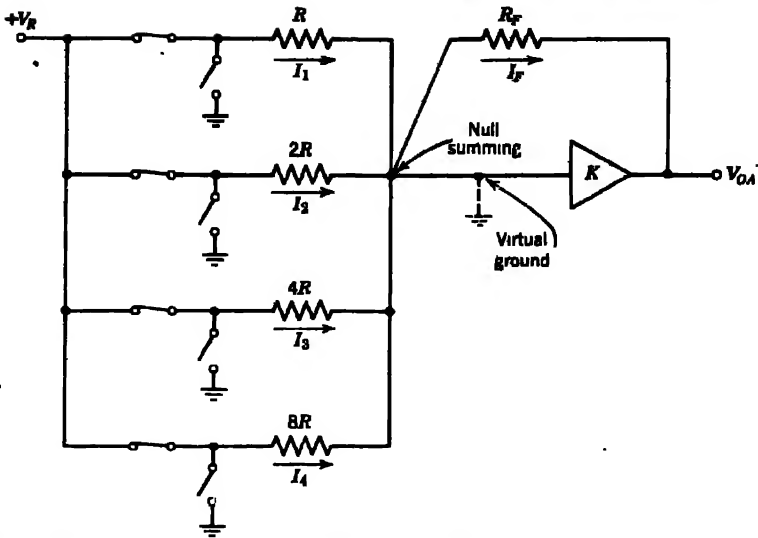 +V_R
R
I_1
R_F
I_F
Null
summing
2R
I_2
K
V_OA
Virtual
ground
4R
I_3
8R
I_4